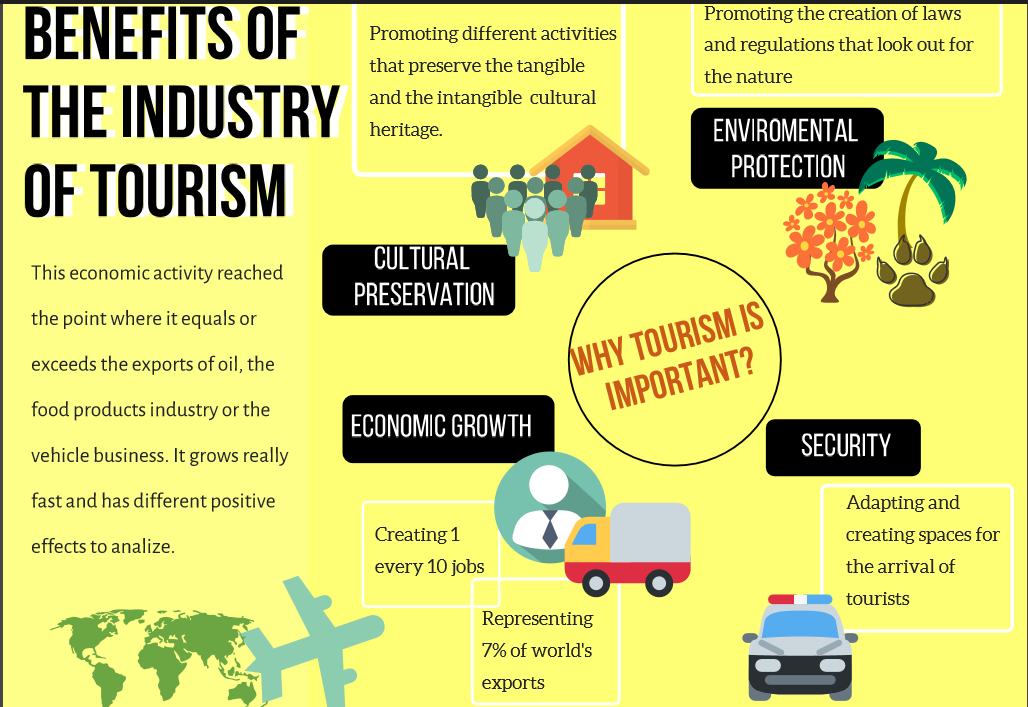 BENEFITS OF
THE INDUSTRY
OF TOURISM
This economic activity reached
the point where it equals or
exceeds the exports of oil, the
food products industry or the
vehicle business. It grows really
fast and has different positive
effects to analize.
Promoting different activities
that preserve the tangible
and the intangible cultural
heritage.
CULTURAL
PRESERVATION
Promoting the creation of laws
and regulations that look out for
the nature
ENVIROMENTAL
PROTECTION
WHY TOURISM IS
IMPORTANT?
ECONOMIC GROWTH
Creating 1
every 10 jobs
Representing
7% of world's
exports
SECURITY
Adapting and
creating spaces for
the arrival of
tourists